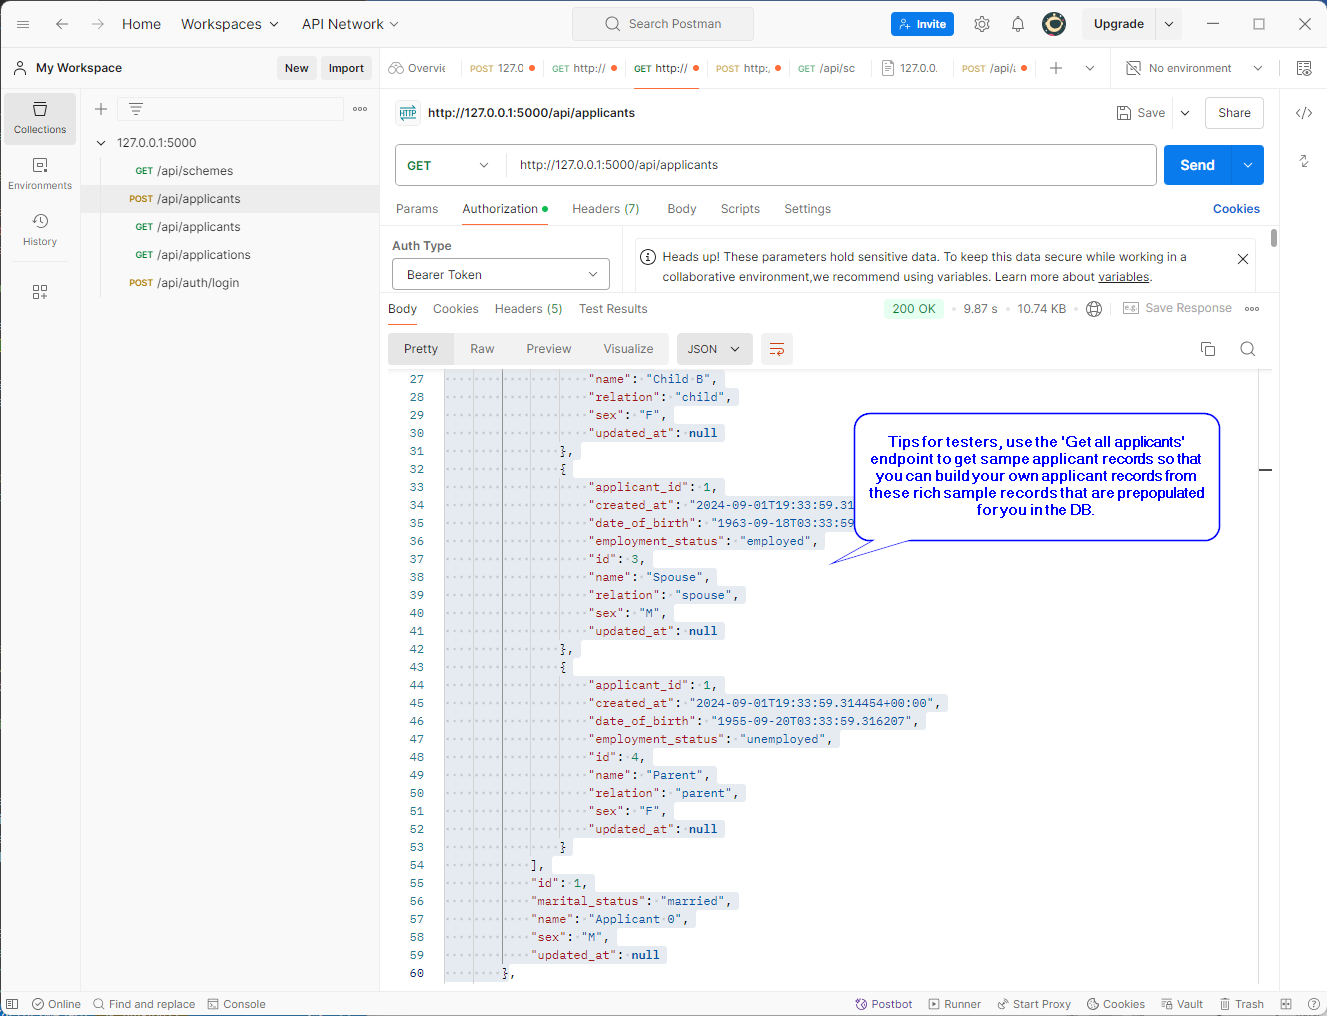 Home Workspaces API Network Search Postman Invite Upgrade
My Workspace New Import Overvie POST 127.0 GET http:// GET http:// POST http:, GET /api/sc 127.0.0. POST /api/a No environment
Collections
Environments
History
127.0.0.1:5000
GET /api/schemes
POST /api/applicants
GET /api/applicants
GET /api/applications
POST /api/auth/login
HTTP http://127.0.0.1:5000/api/applicants Save Share
GET http://127.0.0.1:5000/api/applicants Send
Params Authorization Headers (7) Body Scripts Settings Cookies
Auth Type
Bearer Token
Heads up! These parameters hold sensitive data. To keep this data secure while working in a
collaborative environment,we recommend using variables. Learn more about variables.
Body Cookies Headers (5) Test Results 200 OK 9.87 s 10.74 KB Save Response
Pretty Raw Preview Visualize JSON
27 "name": "Child B",
28 "relation": "child",
29 "sex": "F",
30 "updated_at": null
31 },
32 {
33 "applicant_id": 1,
34 "created_at": "2024-09-01T19:33:59.31
35 "date_of_birth": "1963-09-18T03:33:59
36 "employment_status": "employed",
37 "id": 3,
38 "name": "Spouse",
39 "relation": "spouse",
40 "sex": "M",
41 "updated_at": null
42 },
43 {
44 "applicant_id": 1,
45 "created_at": "2024-09-01T19:33:59.314454+00:00",
46 "date_of_birth": "1955-09-20T03:33:59.316207",
47 "employment_status": "unemployed",
48 "id": 4,
49 "name": "Parent",
50 "relation": "parent",
51 "sex": "F",
52 "updated_at": null
53 }
54 ],
55 "id": 1,
56 "marital_status": "married",
57 "name": "Applicant 0",
58 "sex": "M",
59 "updated_at": null
60 },
Tips for testers, use the 'Get all applicants'
endpoint to get sampe applicant records so that
you can build your own applicant records from
these rich sample records that are prepopulated
for you in the DB.
Online Find and replace Console Postbot Runner Start Proxy Cookies Vault Trash